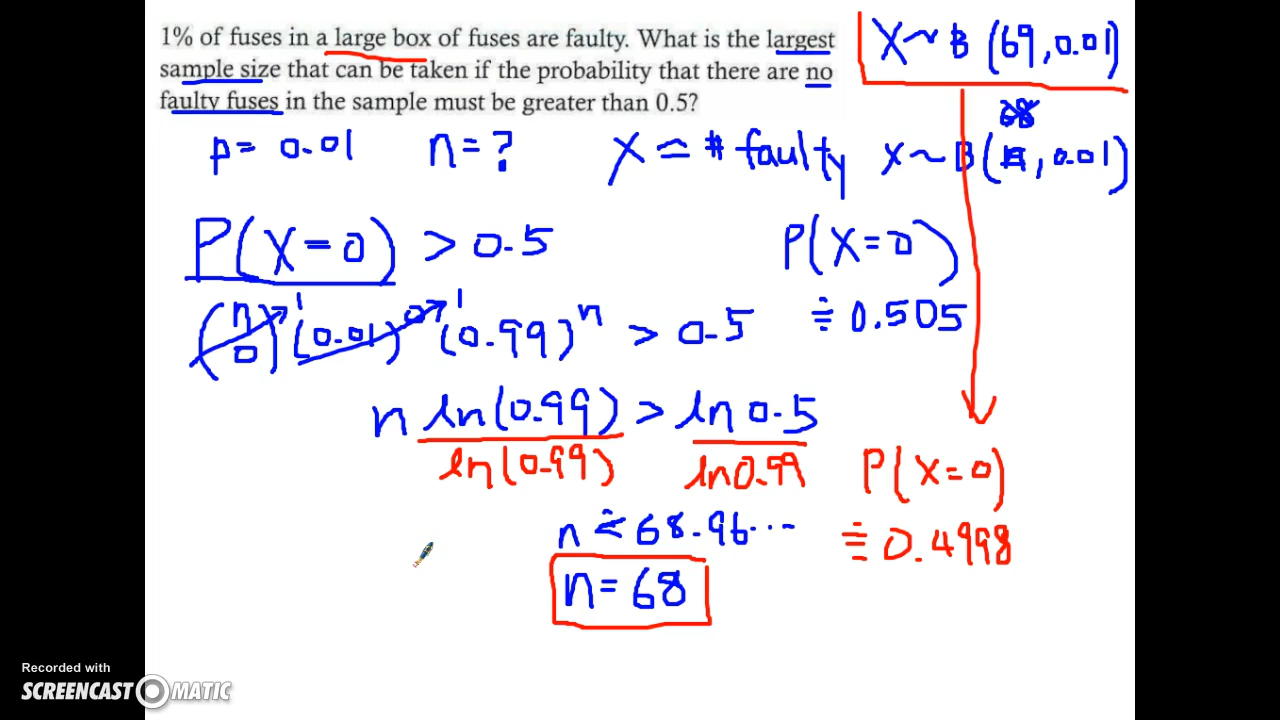 1% of fuses in a large box of fuses are faulty. What is the largest
sample size that can be taken if the probability that there are no
faulty fuses in the sample must be greater than 0.5?
X ~ B (69, 0.01)
p = 0.01 n = ? X = # faulty
68
X ~ B ( , 0.01)
P(X = 0) > 0.5
(n 0) (0.01)^0 (0.99)^n > 0.5
1 1
n ln(0.99) > ln 0.5
ln(0.99) ln 0.99
n < 68.96...
n = 68
P(X = 0)
≐ 0.505
P(X = 0)
≐ 0.4998
Recorded with
SCREENCAST O MATIC